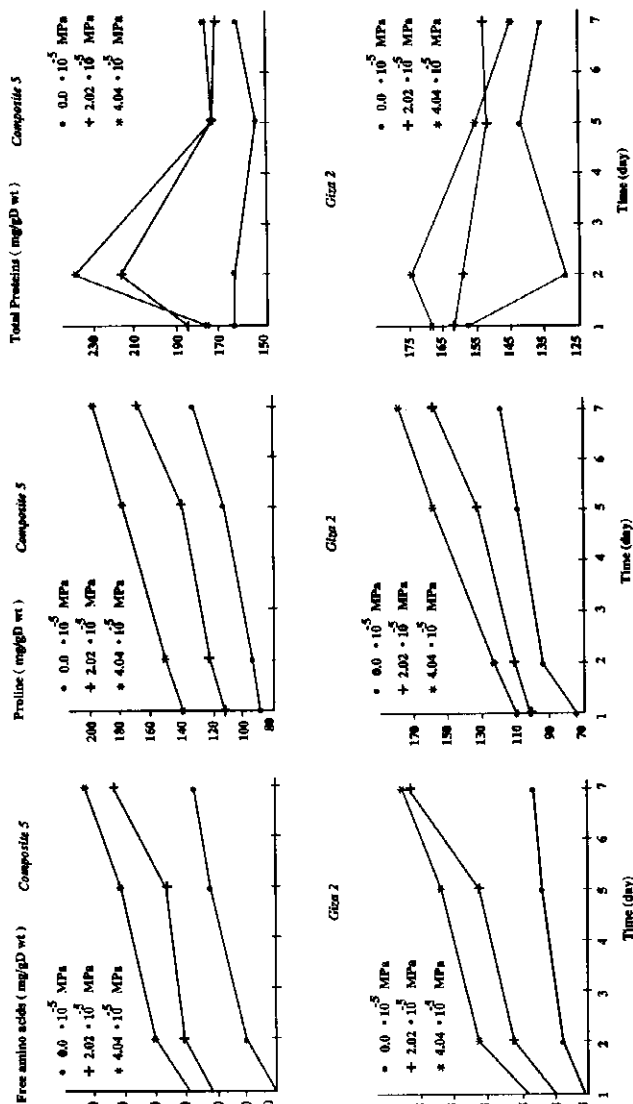 Free amino acids ( mg/gD wt)
Composite 5
0.0 * 10^-5 MPa
+ 2.02 * 10^-5 MPa
* 4.04 * 10^-5 MPa
Proline ( mg/gD wt)
Composite 5
0.0 * 10^-5 MPa
+ 2.02 * 10^-5 MPa
* 4.04 * 10^-5 MPa
200
180
160
140
120
100
80
Total Proteins ( mg/gD wt)
Composite 5
0.0 * 10^-5 MPa
+ 2.02 * 10^-5 MPa
* 4.04 * 10^-5 MPa
230
210
190
170
150
Giza 2
0.0 * 10^-5 MPa
+ 2.02 * 10^-5 MPa
* 4.04 * 10^-5 MPa
1 2 3 4 5 6 7
Time (day)
Giza 2
0.0 * 10^-5 MPa
+ 2.02 * 10^-5 MPa
* 4.04 * 10^-5 MPa
170
150
130
110
90
70
1 2 3 4 5 6 7
Time (day)
Giza 2
0.0 * 10^-5 MPa
+ 2.02 * 10^-5 MPa
* 4.04 * 10^-5 MPa
175
165
155
145
135
125
1 2 3 4 5 6 7
Time (day)